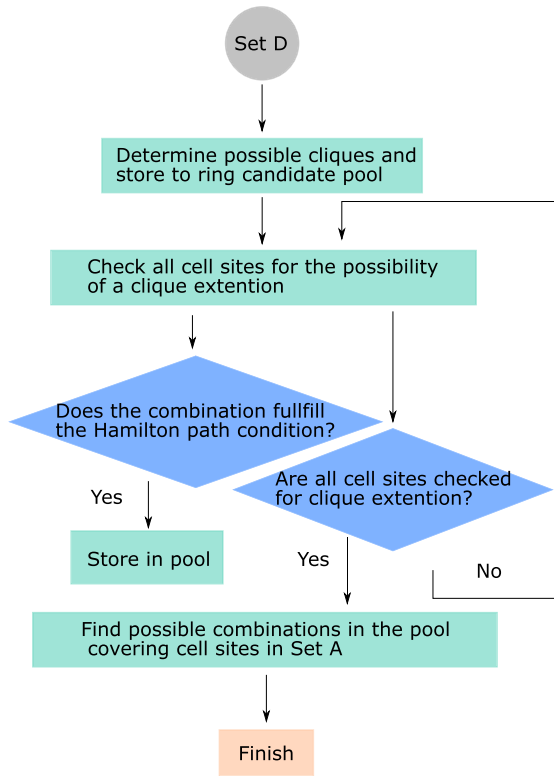 Set D
Determine possible cliques and
store to ring candidate pool
Check all cell sites for the possibility
of a clique extention
Does the combination fullfill
the Hamilton path condition?
Are all cell sites checked
for clique extention?
Yes
Store in pool
Yes
No
Find possible combinations in the pool
covering cell sites in Set A
Finish